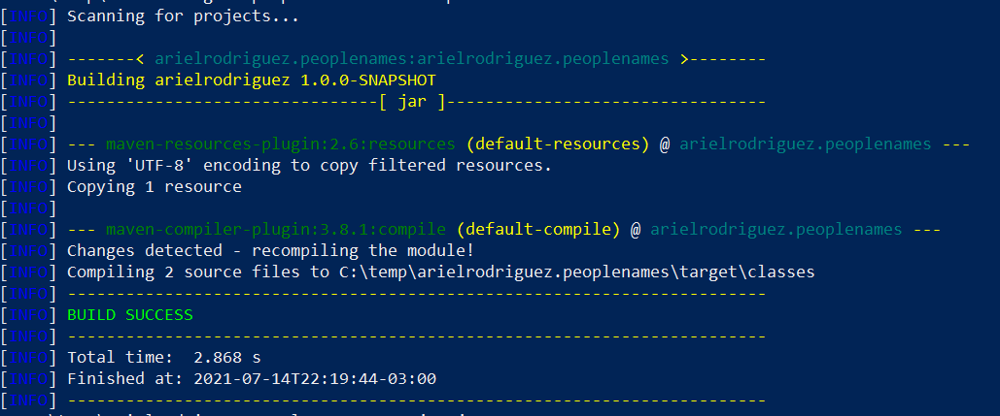 [INFO] Scanning for projects...
[INFO]
[INFO] -------< arielrodriguez.peoplenames:arielrodriguez.peoplenames >--------
[INFO] Building arielrodriguez 1.0.0-SNAPSHOT
[INFO] --------------------------------[ jar ]---------------------------------
[INFO]
[INFO] --- maven-resources-plugin:2.6:resources (default-resources) @ arielrodriguez.peoplenames ---
[INFO] Using 'UTF-8' encoding to copy filtered resources.
[INFO] Copying 1 resource
[INFO]
[INFO] --- maven-compiler-plugin:3.8.1:compile (default-compile) @ arielrodriguez.peoplenames ---
[INFO] Changes detected - recompiling the module!
[INFO] Compiling 2 source files to C:\temp\arielrodriguez.peoplenames\target\classes
[INFO] ------------------------------------------------------------------------
[INFO] BUILD SUCCESS
[INFO] ------------------------------------------------------------------------
[INFO] Total time:  2.868 s
[INFO] Finished at: 2021-07-14T22:19:44-03:00
[INFO] ------------------------------------------------------------------------